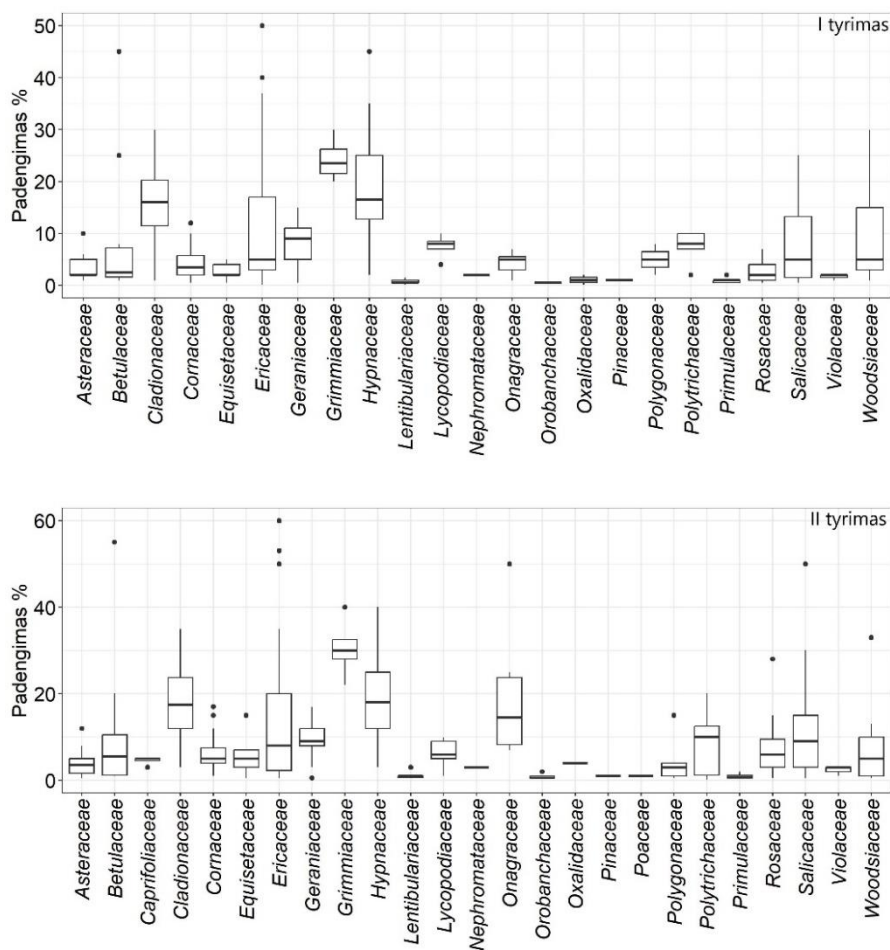 I tyrimas
Padengimas %
50
40
30
20
10
0
Asteraceae
Betulaceae
Cladionaceae
Cornaceae
Equisetaceae
Ericaceae
Geraniaceae
Grimmiaceae
Hypnaceae
Lentibulariaceae
Lycopodiaceae
Nephromataceae
Onagraceae
Orobanchaceae
Oxalidaceae
Pinaceae
Polygonaceae
Polytrichaceae
Primulaceae
Rosaceae
Salicaceae
Violaceae
Woodsiaceae
II tyrimas
Padengimas %
60
40
20
0
Asteraceae
Betulaceae
Caprifoliaceae
Cladionaceae
Cornaceae
Equisetaceae
Ericaceae
Geraniaceae
Grimmiaceae
Hypnaceae
Lentibulariaceae
Lycopodiaceae
Nephromataceae
Onagraceae
Orobanchaceae
Oxalidaceae
Pinaceae
Poaceae
Polygonaceae
Polytrichaceae
Primulaceae
Rosaceae
Salicaceae
Violaceae
Woodsiaceae